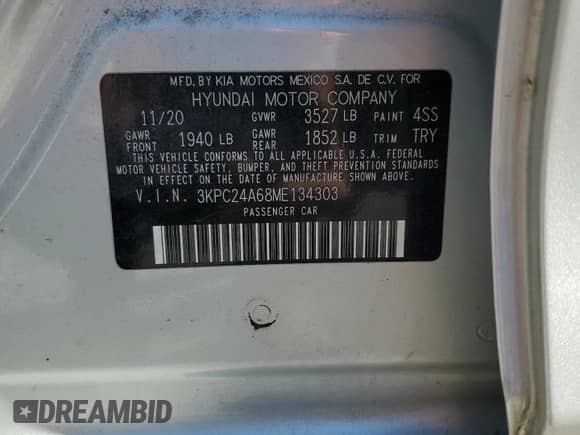 MFD. BY KIA MOTORS MEXICO S.A. DE C.V. FOR
HYUNDAI MOTOR COMPANY
11/20 GVWR 3527 LB PAINT 4SS
GAWR FRONT 1940 LB GAWR REAR 1852 LB TRIM TRY
THIS VEHICLE CONFORMS TO ALL APPLICABLE U.S.A. FEDERAL
MOTOR VEHICLE SAFETY, BUMPER, AND THEFT PREVENTION STANDARDS
IN EFFECT ON THE DATE OF MANUFACTURE SHOWN ABOVE.
V.I.N. 3KPC24A68ME134303
PASSENGER CAR
DREAMBID